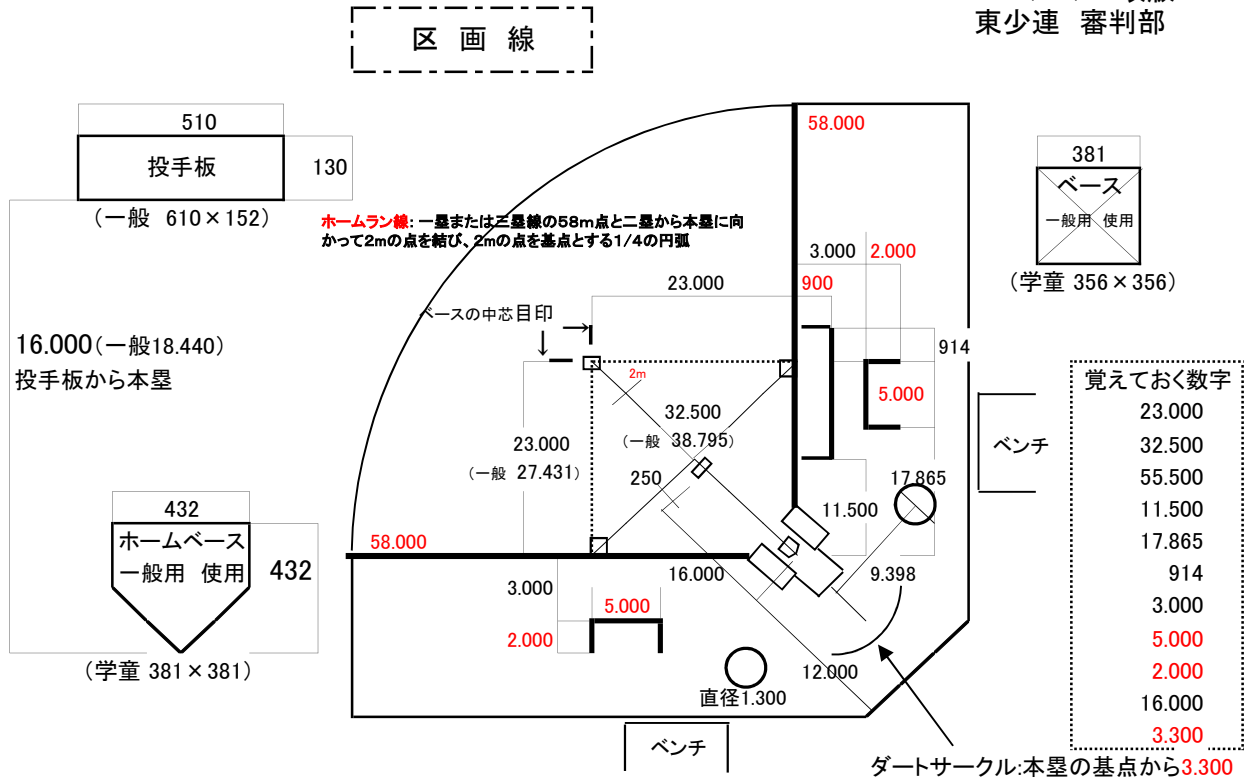 区 画 線
東少連 審判部
510
投手板
130
(一般 610×152)
16.000(一般18.440)
投手板から本塁
432
ホームベース
一般用 使用
432
(学童 381×381)
ホームラン線: 一塁または三塁線の58m点と二塁から本塁に向
かって2mの点を結び、2mの点を基点とする1/4の円弧
58.000
381
ベース
一般用 使用
(学童 356×356)
3.000
2.000
900
23.000
ベースの中芯目印
914
2m
5.000
32.500
(一般 38.795)
23.000
(一般 27.431)
250
17.865
11.500
ベンチ
58.000
16.000
9.398
3.000
5.000
2.000
12.000
直径1.300
ベンチ
覚えておく数字
23.000
32.500
55.500
11.500
17.865
914
3.000
5.000
2.000
16.000
3.300
ダートサークル:本塁の基点から3.300